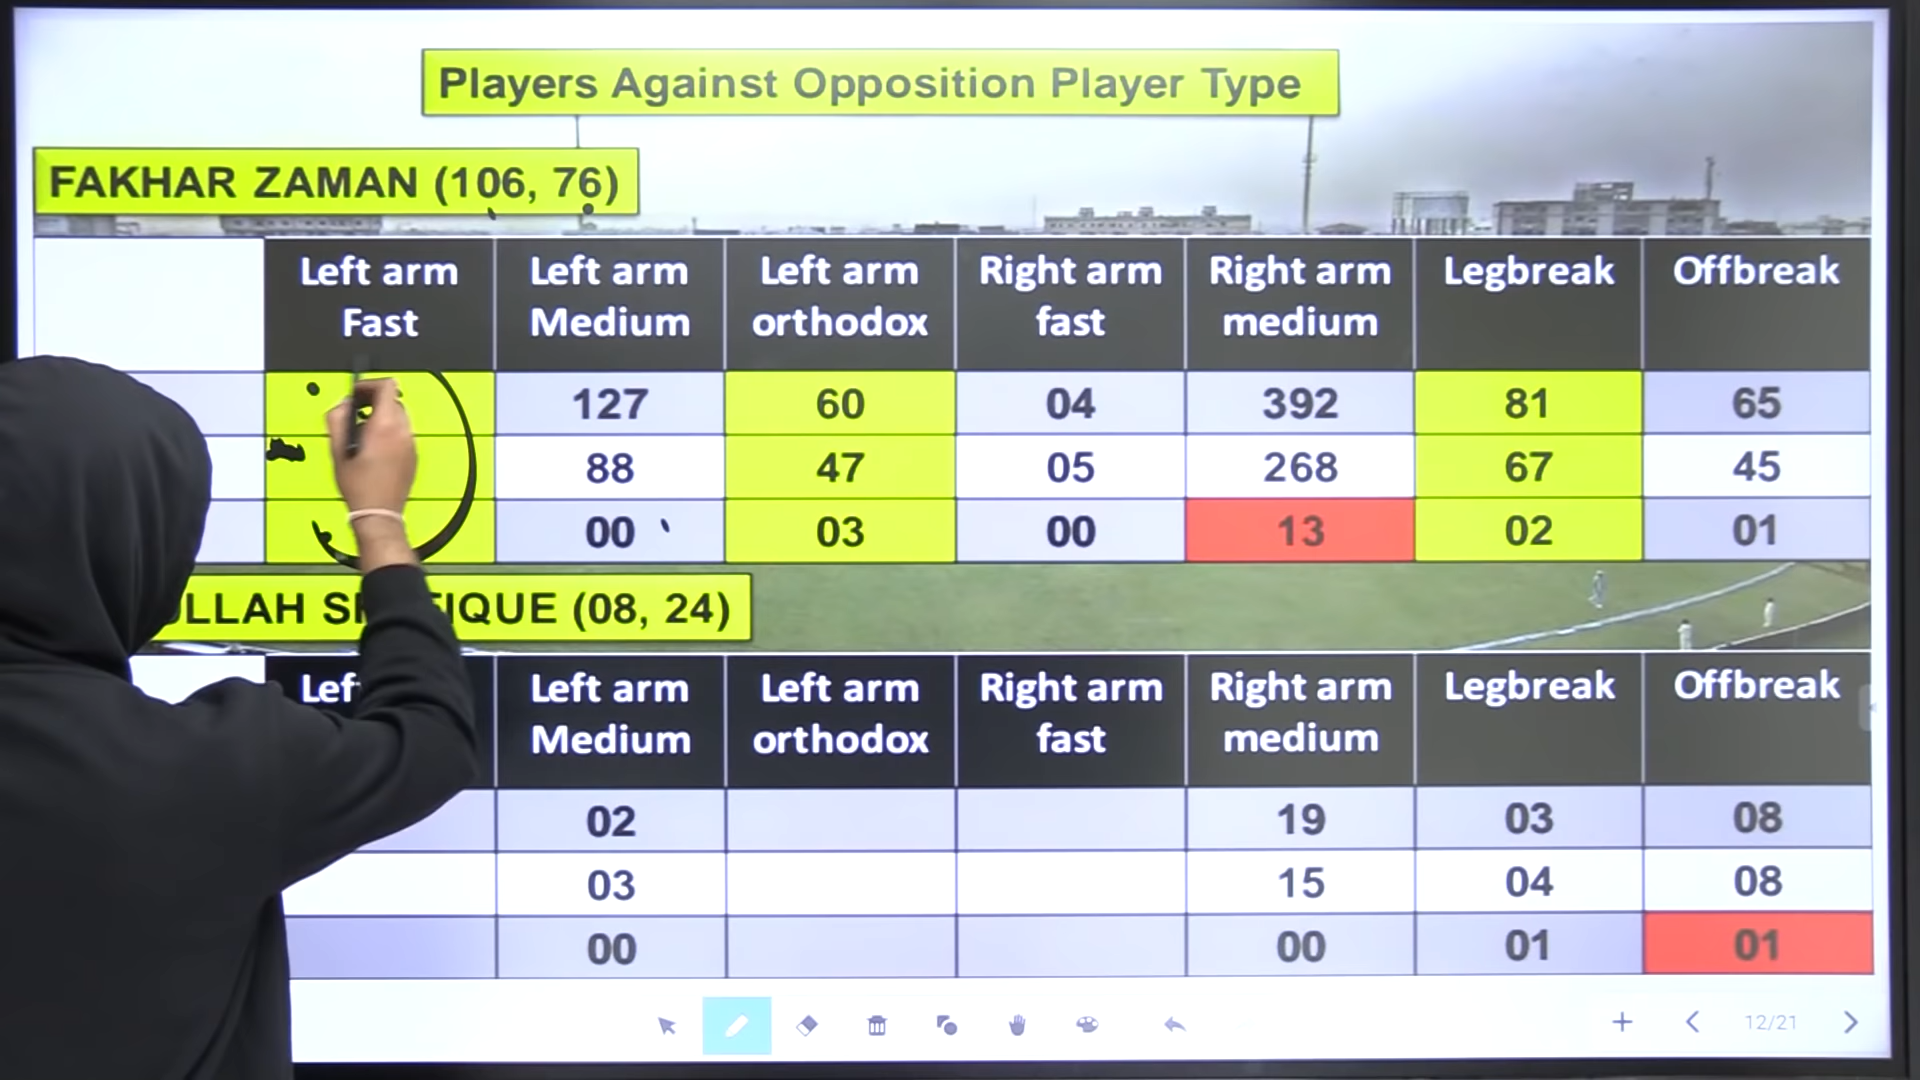 Players Against Opposition Player Type
FAKHAR ZAMAN (106, 76)
Left arm Fast Left arm Medium Left arm orthodox Right arm fast Right arm medium Legbreak Offbreak
127 60 04 392 81 65
88 47 05 268 67 45
00 03 00 13 02 01
(08, 24)
Left arm Medium Left arm orthodox Right arm fast Right arm medium Legbreak Offbreak
02 19 03 08
03 15 04 08
00 00 01 01
12/21